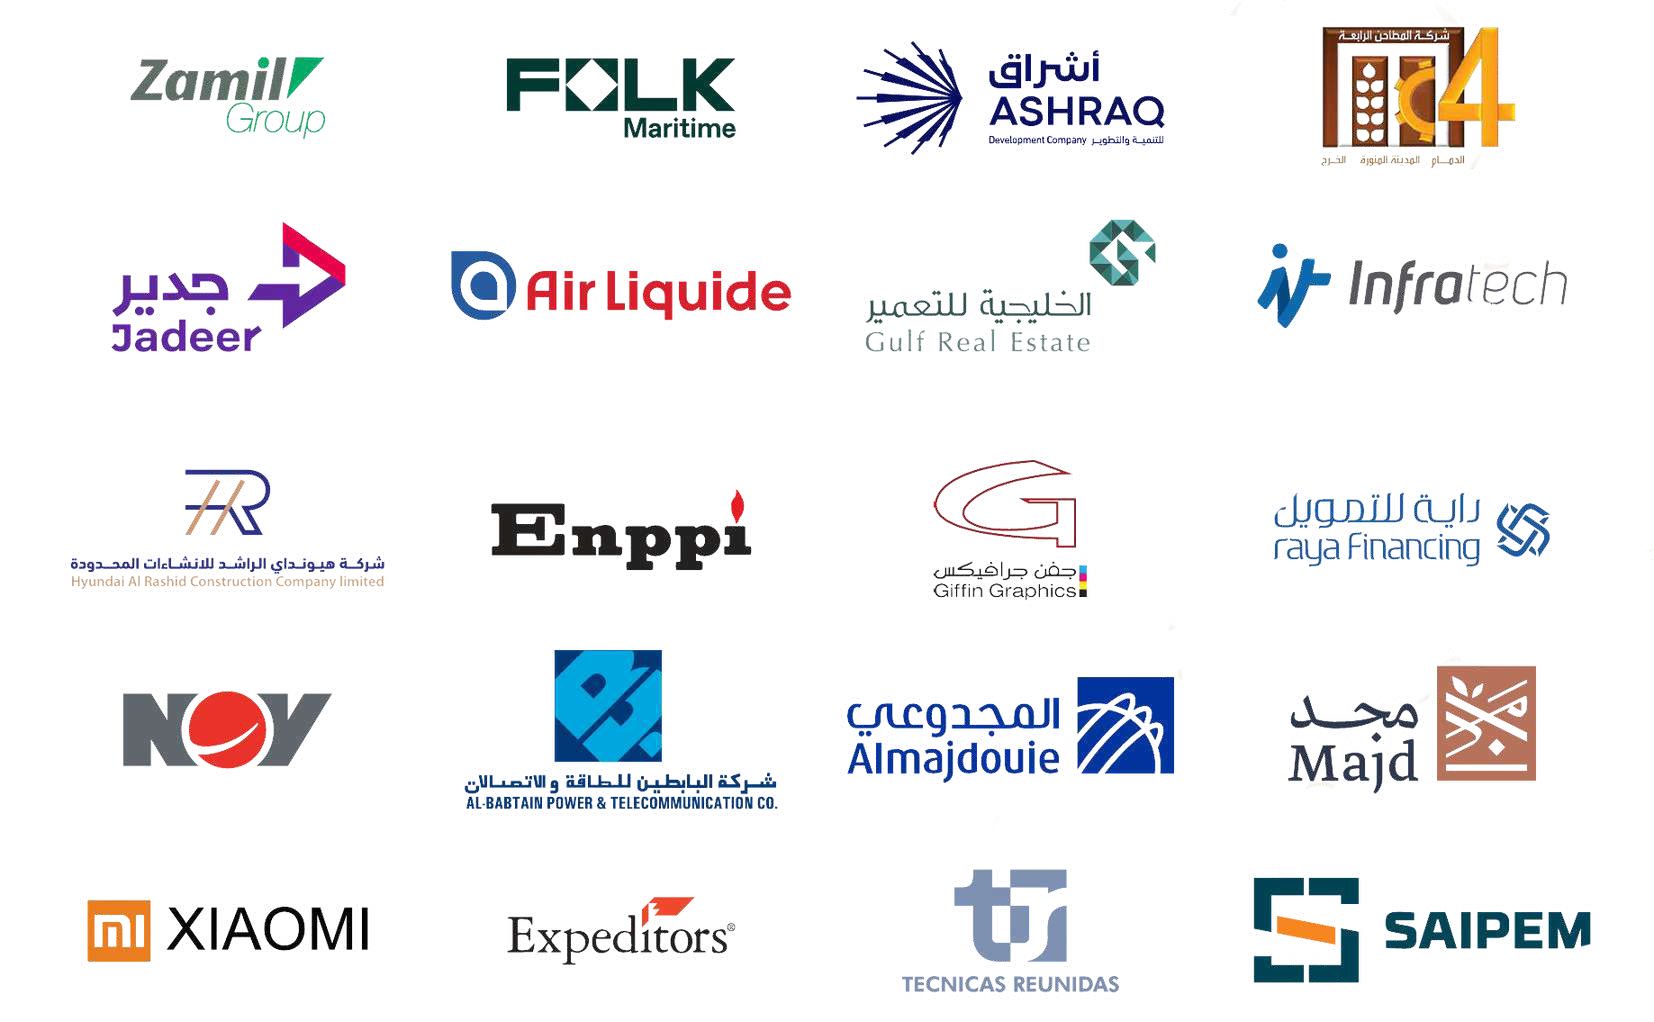 Zamil
Group
FOLK
Maritime
أشراق
ASHRAQ
Development Company للتنمية والتطوير
شركة المطاحن الرابعة
4
الدمام المدينة المنورة الخرج
جدير
Jadeer
Air Liquide
الخليجية للتعمير
Gulf Real Estate
Infratech
HR
شركة هيونداي الراشد للانشاءات المحدودة
Hyundai Al Rashid Construction Company limited
Enppi
G
جفن جرافيكس
Giffin Graphics
راية للتمويل
raya Financing
NOV
شركة البابطين للطاقة والاتصالات
AL-BABTAIN POWER & TELECOMMUNICATION CO.
المجدوعي
Almajdouie
مجد
Majd
mi XIAOMI
Expeditors®
tr
TECNICAS REUNIDAS
SAIPEM